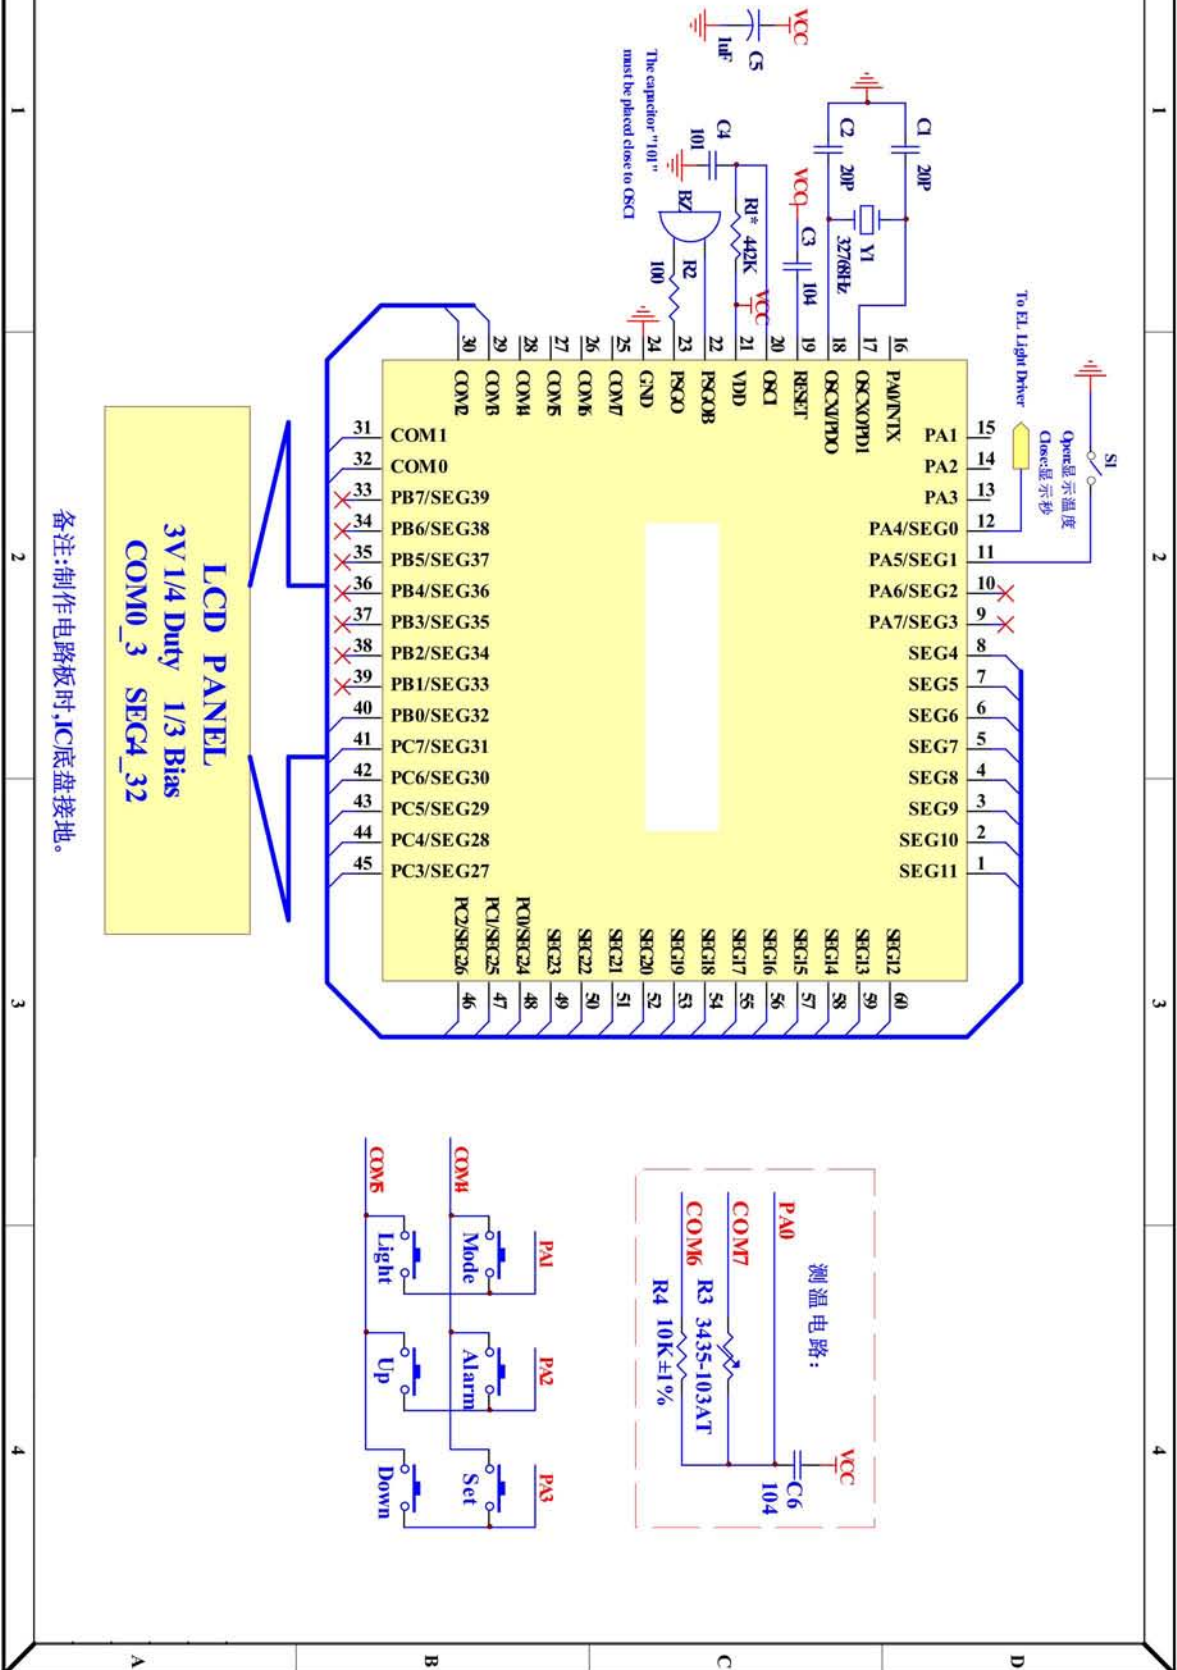 1
2
3
4
1
2
3
4
A
B
C
D
VCC
C5
1uF
The capacitor "101"
must be placed close to OSCI
C1
20P
C2
20P
Y1
32768Hz
VCC
C3
104
C4
101
R1*
442K
VCC
BZ
R2
100
To EL Light Driver
S1
Open:显示温度
Close:显示秒
16 PA0/INTX
17 OSCXO/PD1
18 OSCXI/PD0
19 RESET
20 OSCI
21 VDD
22 PSGOB
23 PSGO
24 GND
25 COM7
26 COM6
27 COM5
28 COM4
29 COM3
30 COM2
PA1 15
PA2 14
PA3 13
PA4/SEG0 12
PA5/SEG1 11
PA6/SEG2 10
PA7/SEG3 9
SEG4 8
SEG5 7
SEG6 6
SEG7 5
SEG8 4
SEG9 3
SEG10 2
SEG11 1
31 COM1
32 COM0
33 PB7/SEG39
34 PB6/SEG38
35 PB5/SEG37
36 PB4/SEG36
37 PB3/SEG35
38 PB2/SEG34
39 PB1/SEG33
40 PB0/SEG32
41 PC7/SEG31
42 PC6/SEG30
43 PC5/SEG29
44 PC4/SEG28
45 PC3/SEG27
PC2/SEG26 46
PC1/SEG25 47
PC0/SEG24 48
SEG23 49
SEG22 50
SEG21 51
SEG20 52
SEG19 53
SEG18 54
SEG17 55
SEG16 56
SEG15 57
SEG14 58
SEG13 59
SEG12 60
LCD PANEL
3V 1/4 Duty 1/3 Bias
COM0_3 SEG4_32
备注:制作电路板时,IC底盘接地。
测温电路:
PA0
COM7
COM6
R3 3435-103AT
R4 10K±1%
VCC
C6
104
PA1
PA2
PA3
COM4
Mode
Alarm
Set
COM5
Light
Up
Down